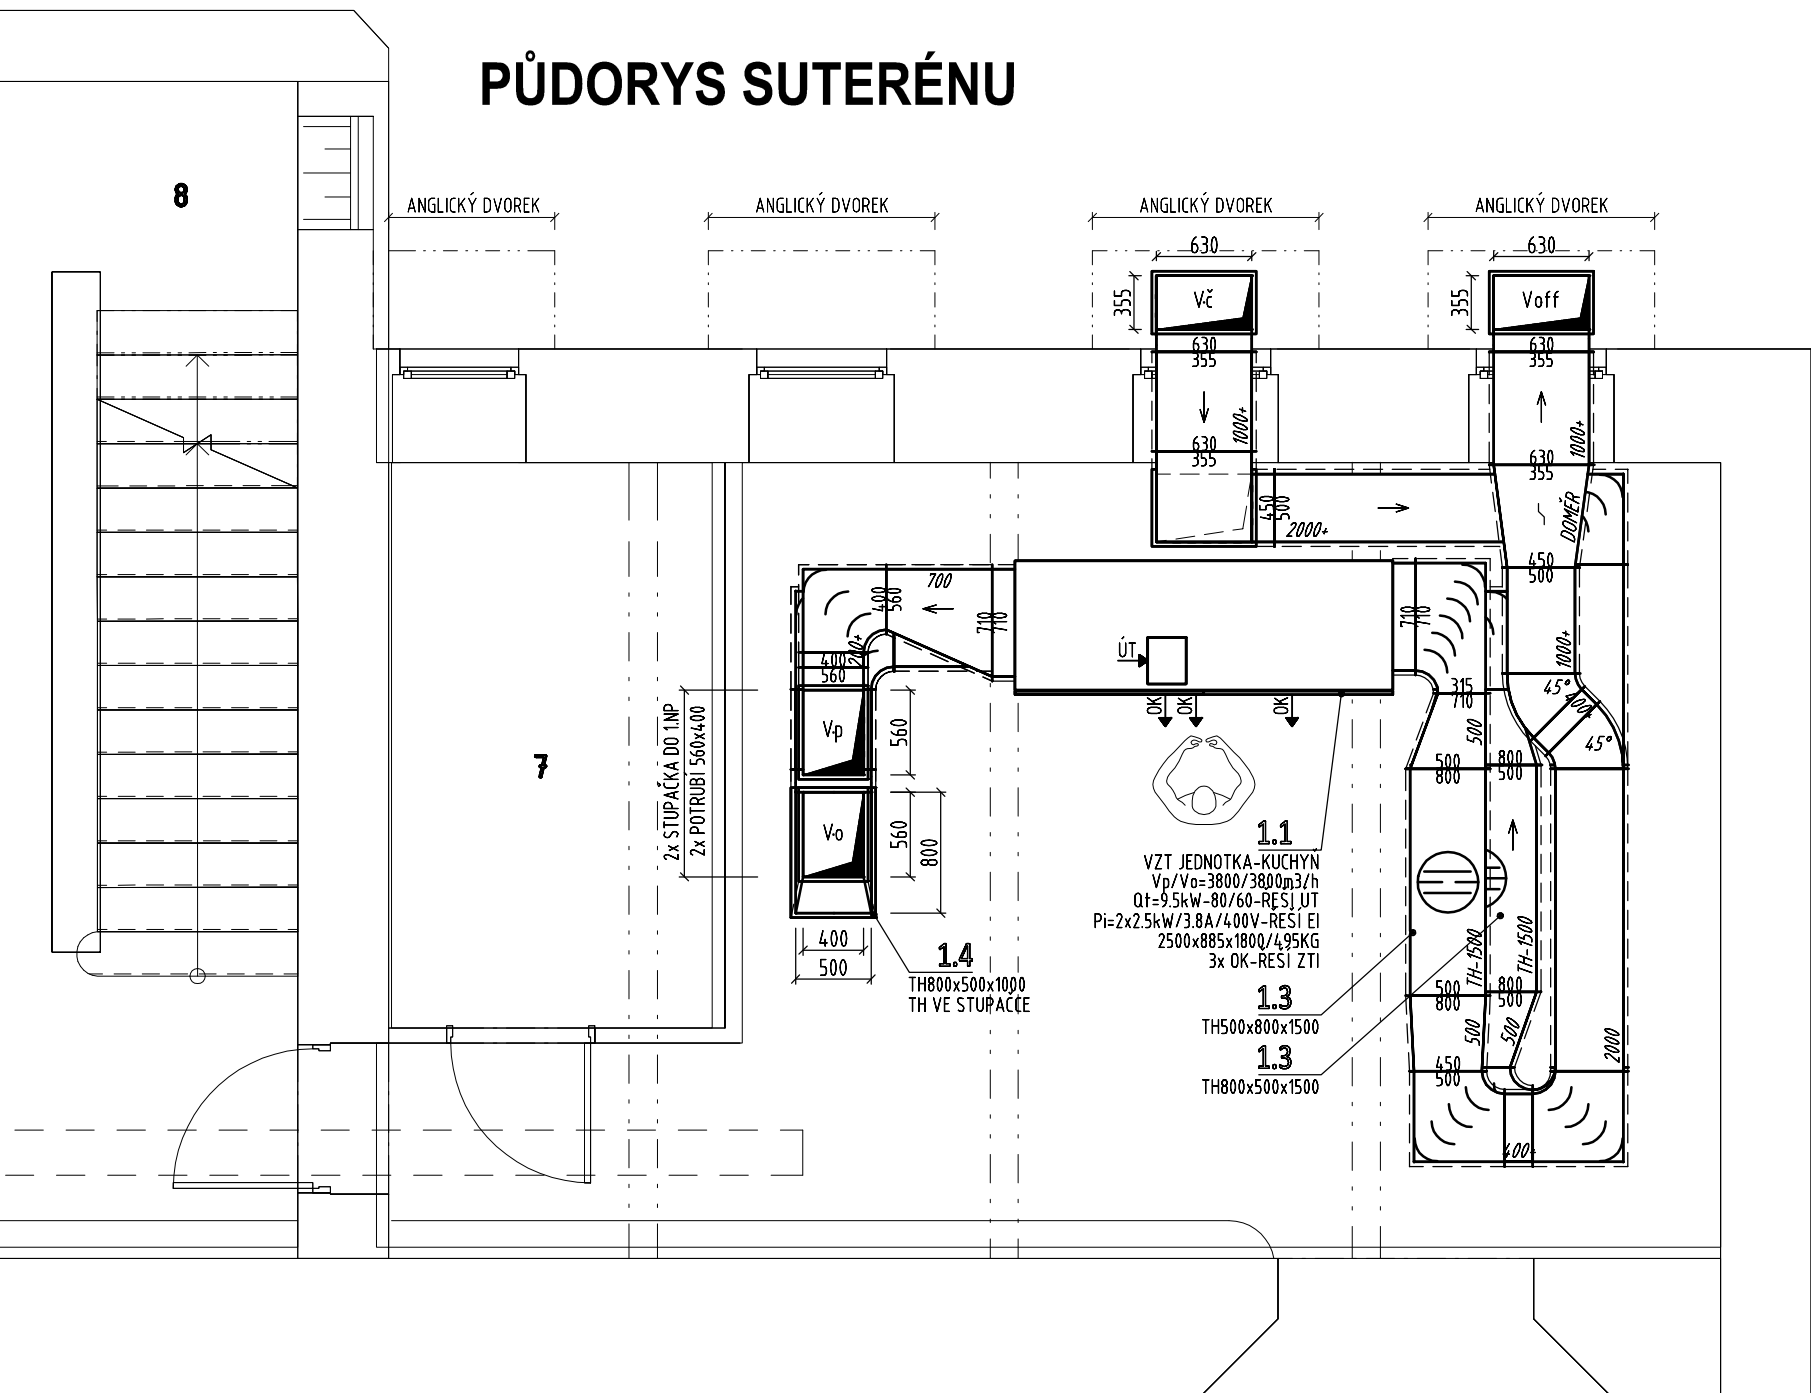 PŮDORYS SUTERÉNU
8
ANGLICKÝ DVOREK
ANGLICKÝ DVOREK
ANGLICKÝ DVOREK
ANGLICKÝ DVOREK
630
630
355
Vč
355
Voff
630
355
630
355
1000+
1000+
630
355
630
355
450
500
2000+
DOMĚR
450
500
700
400
560
710
710
710
ÚT
200+
400
560
1000+
315
710
45°
400+
45°
OK
OK
OK
500
2x STUPAČKA DO 1.NP
2x POTRUBÍ 560x400
Vp
560
7
500
800
800
500
Vo
560
800
1.1
VZT JEDNOTKA-KUCHYŇ
Vp/Vo=3800/3800m3/h
Qt=9.5kW-80/60-ŘEŠÍ ÚT
Pi=2x2.5kW/3.8A/400V-ŘEŠÍ El
2500x885x1800/495KG
3x OK-ŘEŠÍ ZTI
400
500
1.4
TH800x500x1000
TH VE STUPAČCE
TH-1500
TH-1500
1.3
TH500x800x1500
500
800
800
500
500
500
2000
1.3
TH800x500x1500
450
500
400+